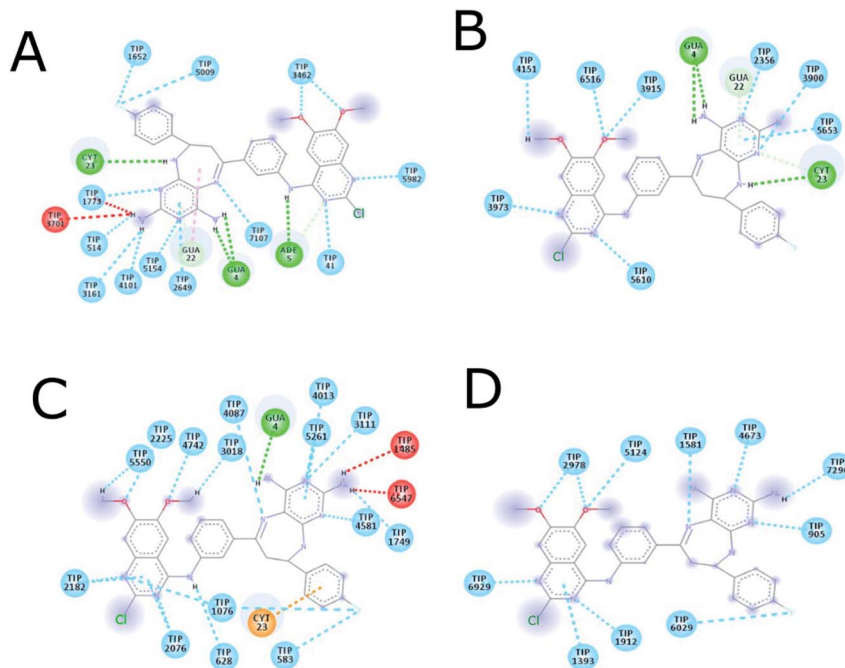 A
TIP
1652
TIP
5009
TIP
3462
CYT
23
TIP
1773
TIP
3701
TIP
514
TIP
3161
TIP
4101
TIP
5154
TIP
2649
GUA
22
GUA
4
TIP
7107
ADE
5
TIP
41
TIP
5982
Cl
H
H
H
H
H
H
B
TIP
4151
TIP
6516
TIP
3915
GUA
4
GUA
22
TIP
2356
TIP
3900
TIP
5653
CYT
23
TIP
3973
TIP
5610
Cl
H
H
H
H
C
TIP
5550
TIP
2225
TIP
4742
TIP
3018
TIP
4087
GUA
4
TIP
4013
TIP
5261
TIP
3111
TIP
1485
TIP
6547
TIP
4581
TIP
1749
TIP
2182
TIP
2076
TIP
1076
TIP
628
CYT
23
TIP
583
Cl
H
H
H
H
H
H
D
TIP
2978
TIP
5124
TIP
1581
TIP
4673
TIP
905
TIP
6929
TIP
1393
TIP
1912
TIP
6029
Cl
H